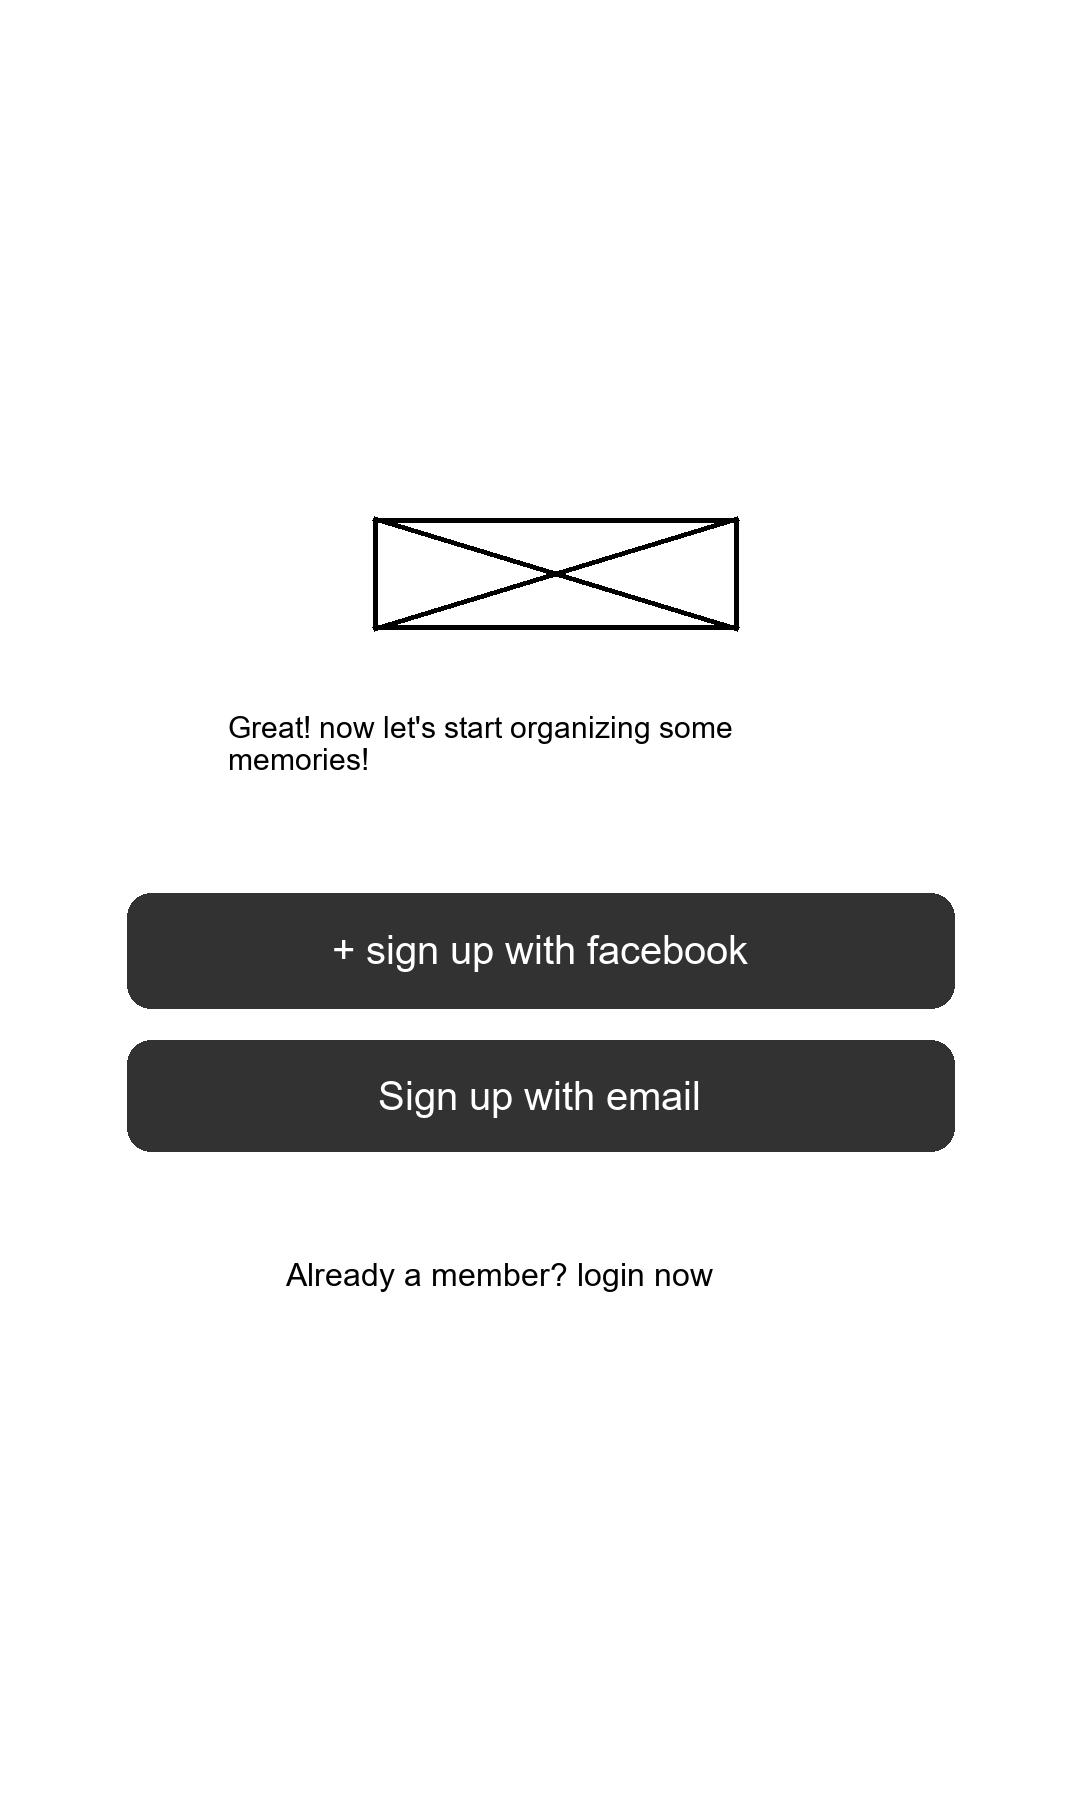 Great! now let's start organizing some
memories!
+ sign up with facebook
Sign up with email
Already a member? login now